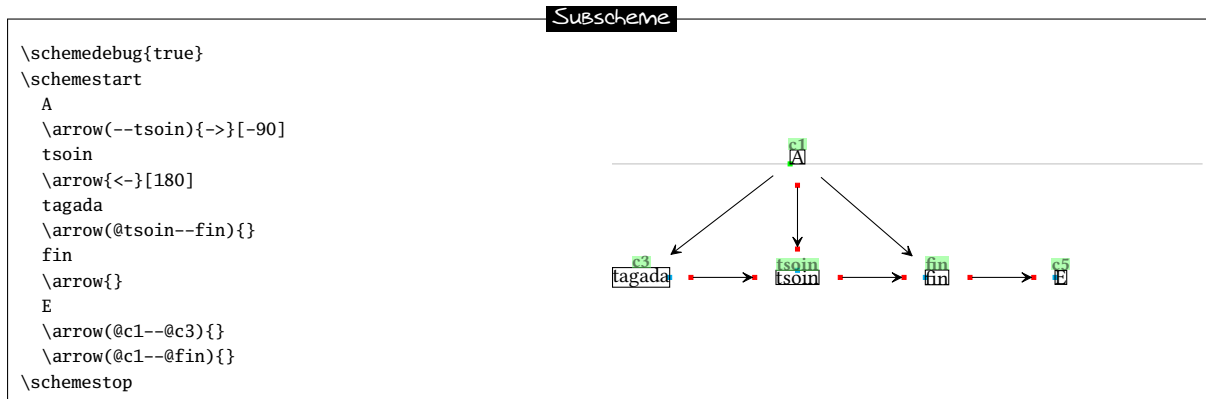 Subscheme
\schemedebug{true}
\schemestart
A
\arrow(--tsoin){->}[-90]
tsoin
\arrow{<-}[180]
tagada
\arrow(@tsoin--fin){}
fin
\arrow{}
E
\arrow(@c1--@c3){}
\arrow(@c1--@fin){}
\schemestop
c1
A
c3 tsoin fin c5
tagada tsoin fin E